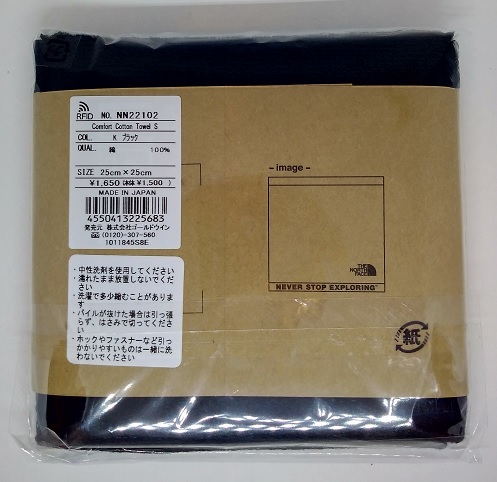 RFID NO. NN22102
Comfort Cotton Towel S
COL. K ブラック
QUAL. 綿 100%
SIZE 25cm×25cm
￥1,650 (本体￥1,500)
MADE IN JAPAN
4550413225683
発売元 株式会社ゴールドウイン
(0120)-307-560
1011845S8E
・中性洗剤を使用してください
・濡れたまま放置しないでください
・洗濯で多少縮むことがあります
・パイルが抜けた場合は引っ張らず、はさみで切ってください
・ホックやファスナーなど引っかかりやすいものは一緒に洗わないでください
– image –
THE
NORTH
FACE
NEVER STOP EXPLORING
紙